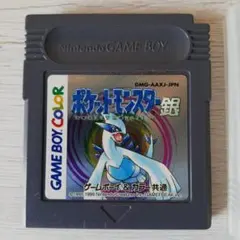 Nintendo GAME BOY
DMG-AAXJ-JPN
ポケットモンスター銀
GAME BOY COLOR
ゲームボーイ&カラー共通